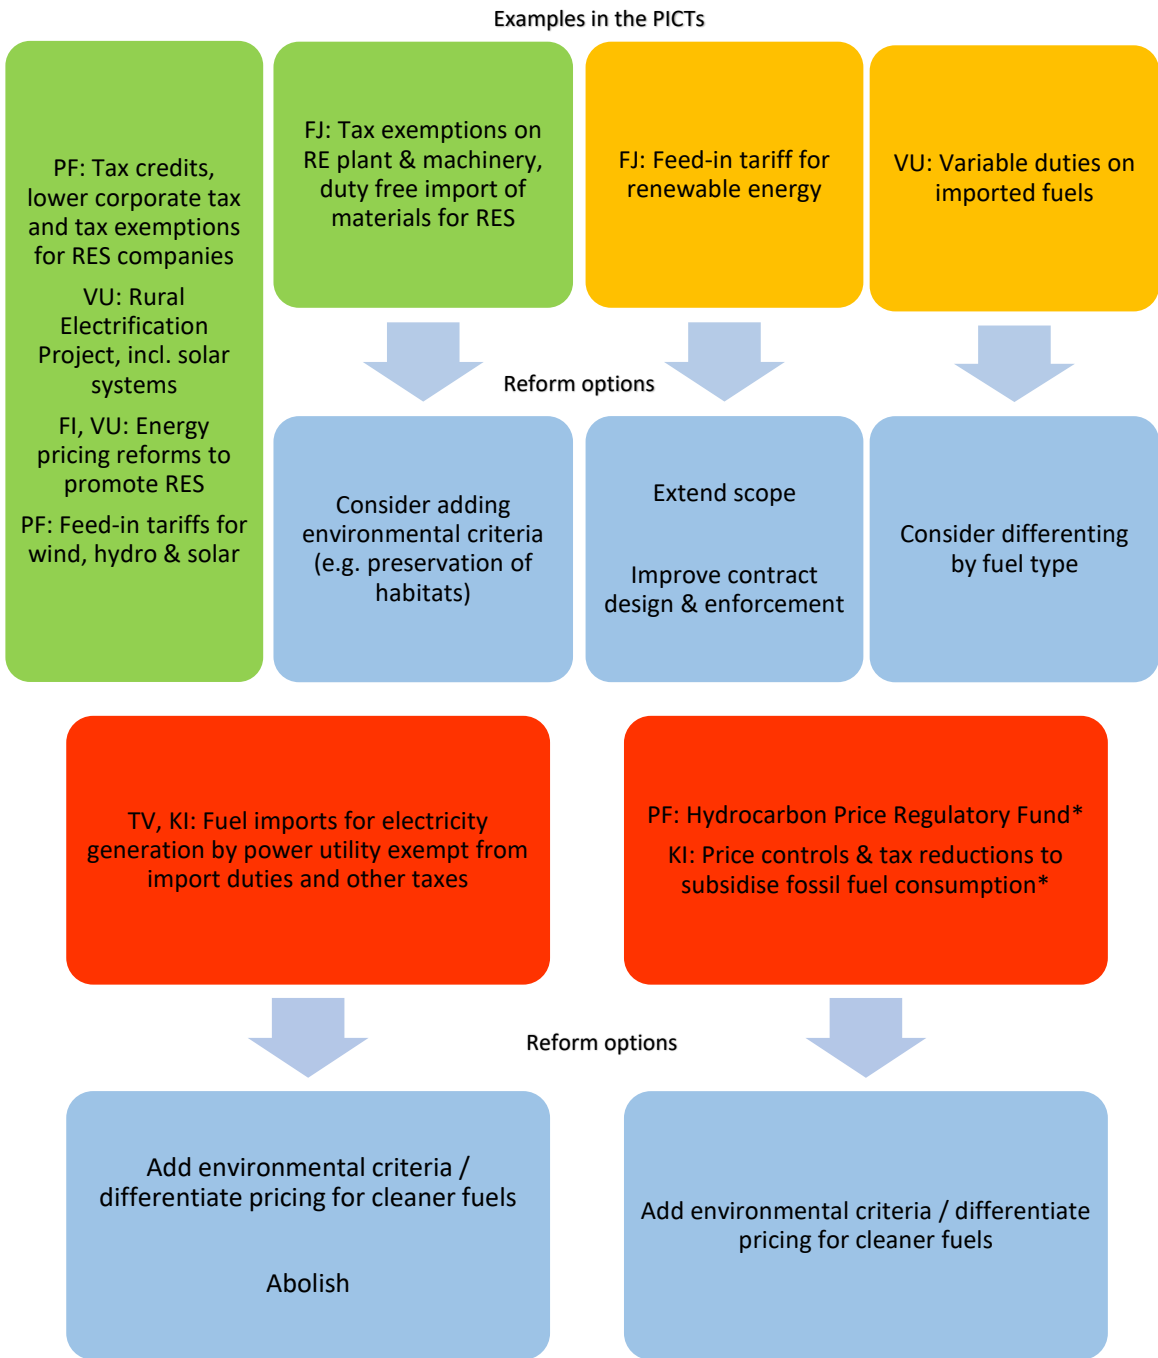 Examples in the PICTs
PF: Tax credits,
lower corporate tax
and tax exemptions
for RES companies
VU: Rural
Electrification
Project, incl. solar
systems
FI, VU: Energy
pricing reforms to
promote RES
PF: Feed-in tariffs for
wind, hydro & solar
FJ: Tax exemptions on
RE plant & machinery,
duty free import of
materials for RES
FJ: Feed-in tariff for
renewable energy
VU: Variable duties on
imported fuels
Reform options
Consider adding
environmental criteria
(e.g. preservation of
habitats)
Extend scope
Improve contract
design & enforcement
Consider differenting
by fuel type
TV, KI: Fuel imports for electricity
generation by power utility exempt from
import duties and other taxes
PF: Hydrocarbon Price Regulatory Fund*
KI: Price controls & tax reductions to
subsidise fossil fuel consumption*
Reform options
Add environmental criteria /
differentiate pricing for cleaner fuels
Abolish
Add environmental criteria / differentiate
pricing for cleaner fuels